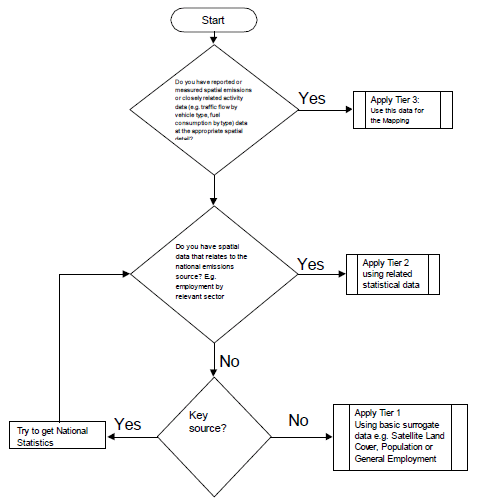 Start
Do you have reported or
measured spatial emissions
or closely related activity
data (e.g. traffic flow by
vehicle type, fuel
consumption by type) data
at the appropriate spatial
detail?
Yes
Apply Tier 3:
Use this data for
the Mapping
Do you have spatial
data that relates to the
national emissions
source? E.g.
employment by
relevant sector
Yes
Apply Tier 2
using related
statistical data
No
Key
source?
Yes
Try to get National
Statistics
No
Apply Tier 1
Using basic surrogate
data e.g. Satellite Land
Cover, Population or
General Employment